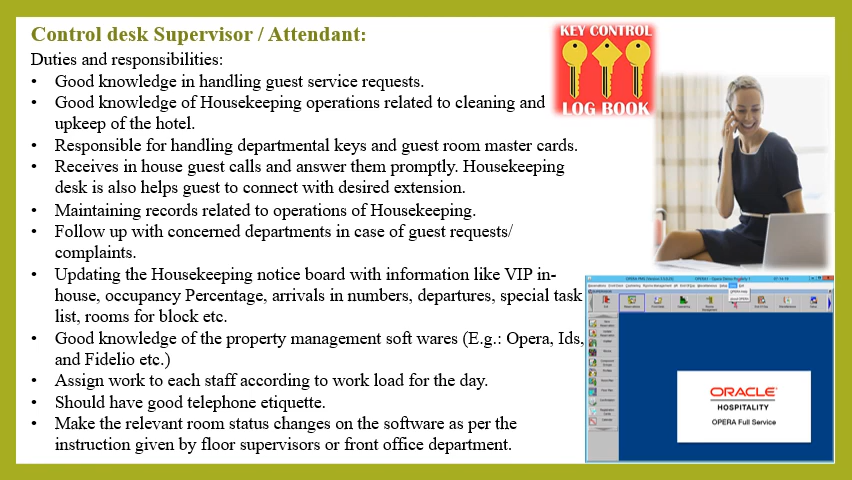 Control desk Supervisor / Attendant:
Duties and responsibilities:
• Good knowledge in handling guest service requests.
• Good knowledge of Housekeeping operations related to cleaning and
upkeep of the hotel.
• Responsible for handling departmental keys and guest room master cards.
• Receives in house guest calls and answer them promptly. Housekeeping
desk is also helps guest to connect with desired extension.
• Maintaining records related to operations of Housekeeping.
• Follow up with concerned departments in case of guest requests/
complaints.
• Updating the Housekeeping notice board with information like VIP in-
house, occupancy Percentage, arrivals in numbers, departures, special task
list, rooms for block etc.
• Good knowledge of the property management soft wares (E.g.: Opera, Ids,
and Fidelio etc.)
• Assign work to each staff according to work load for the day.
• Should have good telephone etiquette.
• Make the relevant room status changes on the software as per the
instruction given by floor supervisors or front office department.
KEY CONTROL
LOG BOOK
ORACLE
HOSPITALITY
OPERA Full Service